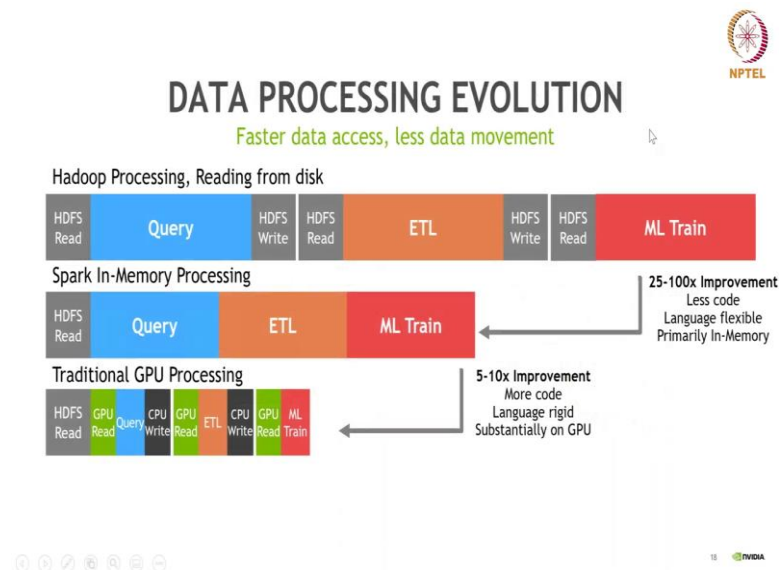 NPTEL
DATA PROCESSING EVOLUTION
Faster data access, less data movement
Hadoop Processing, Reading from disk
HDFS
Read
Query
HDFS
Write
HDFS
Read
ETL
HDFS
Write
HDFS
Read
ML Train
25-100x Improvement
Less code
Language flexible
Primarily In-Memory
Spark In-Memory Processing
HDFS
Read
Query
ETL
ML Train
5-10x Improvement
More code
Language rigid
Substantially on GPU
Traditional GPU Processing
HDFS
Read
GPU
Read
Query
CPU
Write
GPU
Read
ETL
CPU
Write
GPU
Read
ML
Train
18
NVIDIA